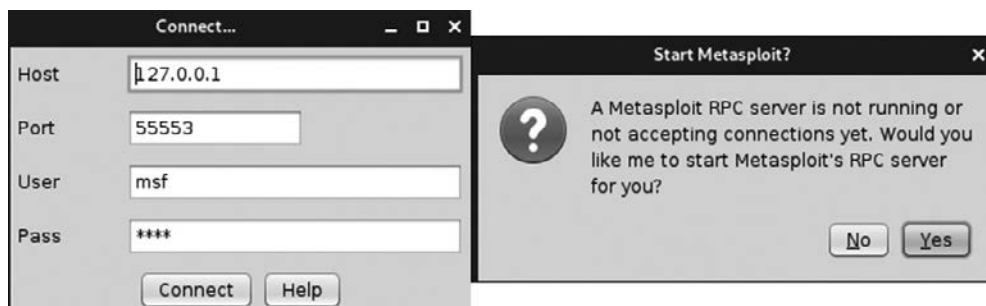 Connect...
Host 127.0.0.1
Port 55553
User msf
Pass ****
Connect Help
Start Metasploit?
?
A Metasploit RPC server is not running or
not accepting connections yet. Would you
like me to start Metasploit's RPC server
for you?
No Yes